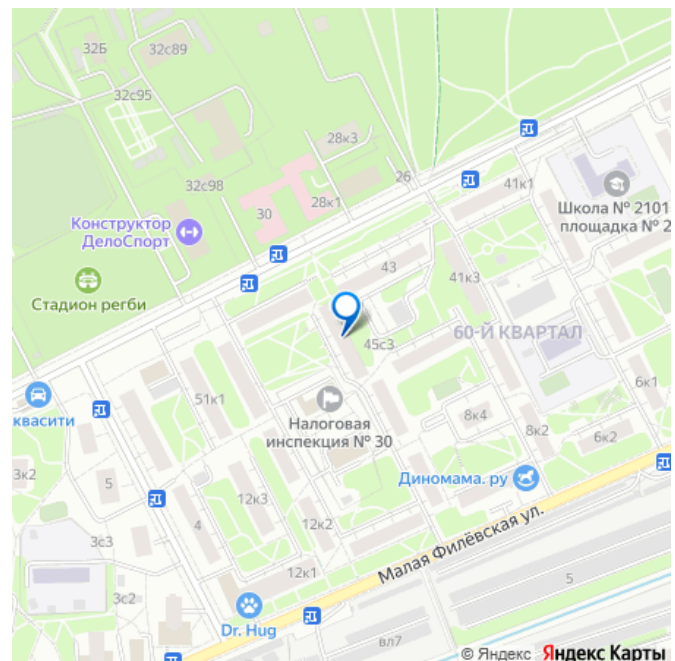 32Б
32с89
32с95
28к3
32с98
26
41к1
28к1
30
Школа № 2101
площадка № 2
Конструктор
ДелоСпорт
43
41к3
Стадион регби
60-Й КВАРТАЛ
45с3
6к1
51к1
квасити
Налоговая
инспекция № 30
8к4
8к2
6к2
3к2
5
Диномама. ру
12к3
4
12к2
3с3
Малая Филёвская ул.
12к1
5
3с2
Dr. Hug
вл7
© Яндекс Яндекс Карты